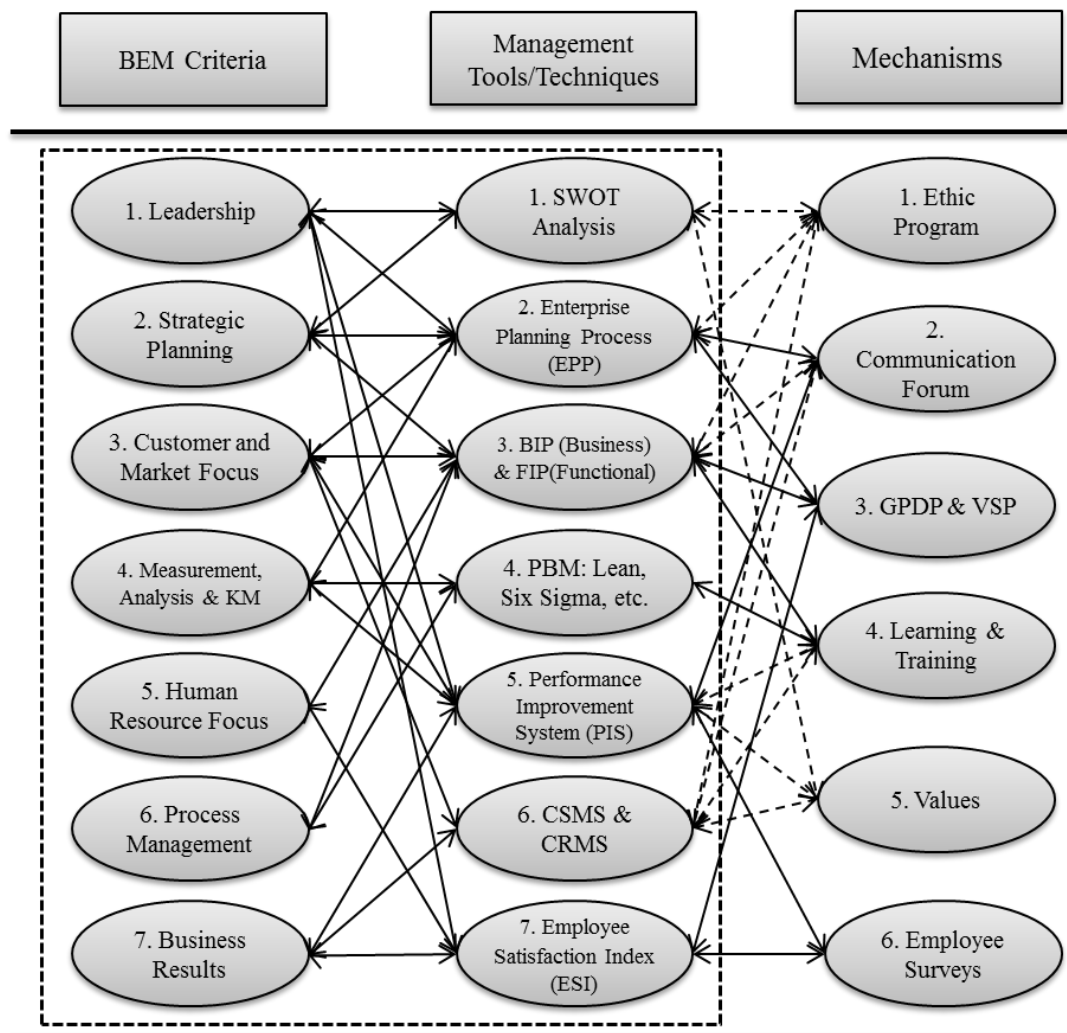 BEM Criteria
Management
Tools/Techniques
Mechanisms
1. Leadership
1. SWOT
Analysis
1. Ethic
Program
2. Strategic
Planning
2. Enterprise
Planning Process
(EPP)
2.
Communication
Forum
3. Customer and
Market Focus
3. BIP (Business)
& FIP(Functional)
3. GPDP & VSP
4. Measurement,
Analysis & KM
4. PBM: Lean,
Six Sigma, etc.
4. Learning &
Training
5. Human
Resource Focus
5. Performance
Improvement
System (PIS)
5. Values
6. Process
Management
6. CSMS &
CRMS
7. Business
Results
7. Employee
Satisfaction Index
(ESI)
6. Employee
Surveys